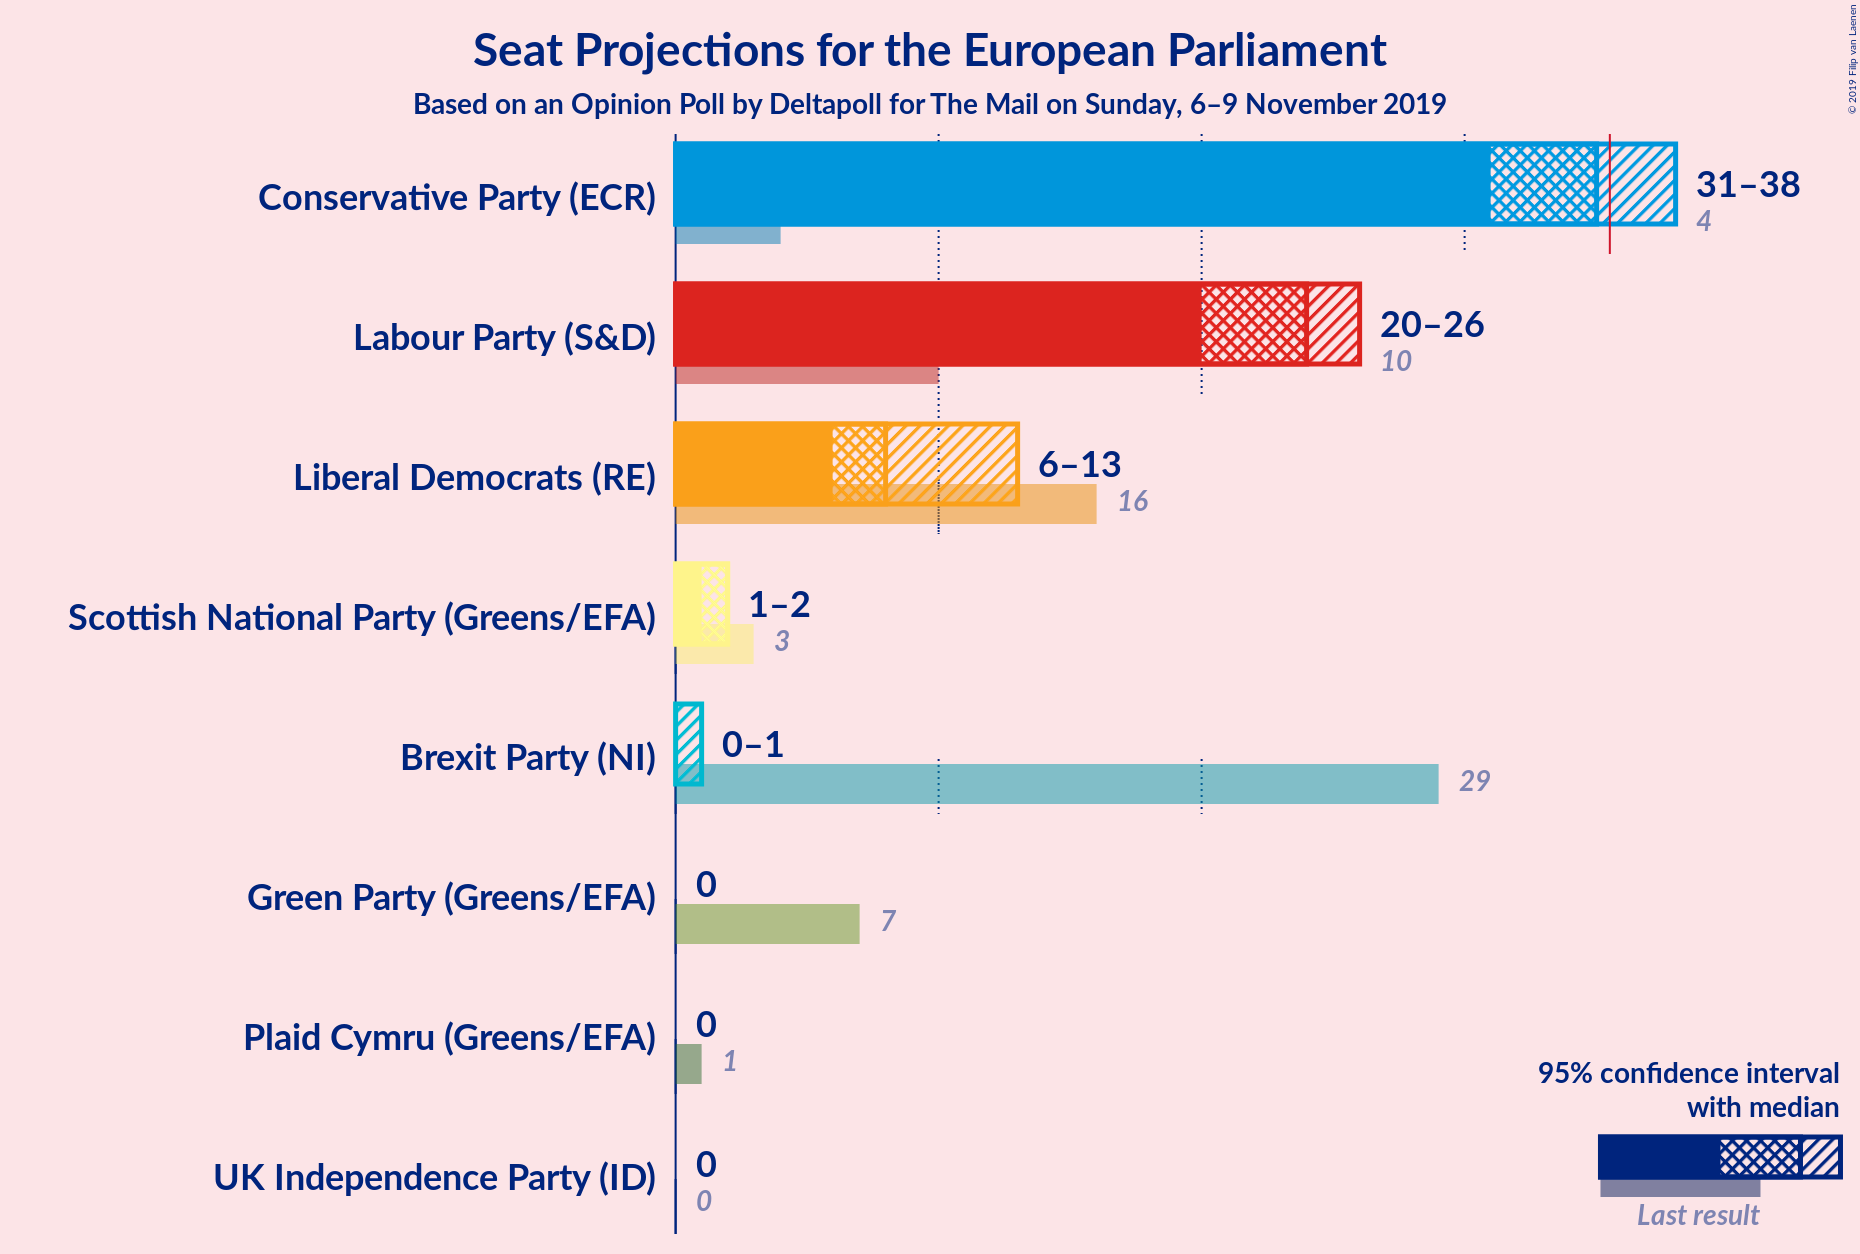 Seat Projections for the European Parliament
Based on an Opinion Poll by Deltapoll for The Mail on Sunday, 6–9 November 2019
© 2019 Filip van Laenen
Conservative Party (ECR)
31–38
4
Labour Party (S&D)
20–26
10
Liberal Democrats (RE)
6–13
16
Scottish National Party (Greens/EFA)
1–2
3
Brexit Party (NI)
0–1
29
Green Party (Greens/EFA)
0
7
Plaid Cymru (Greens/EFA)
0
1
UK Independence Party (ID)
0
0
95% confidence interval
with median
Last result